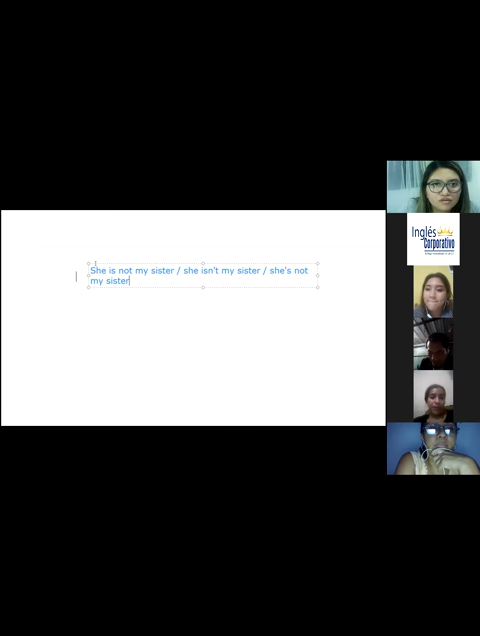 She is not my sister / she isn't my sister / she's not
my sister
Inglés
Corporativo